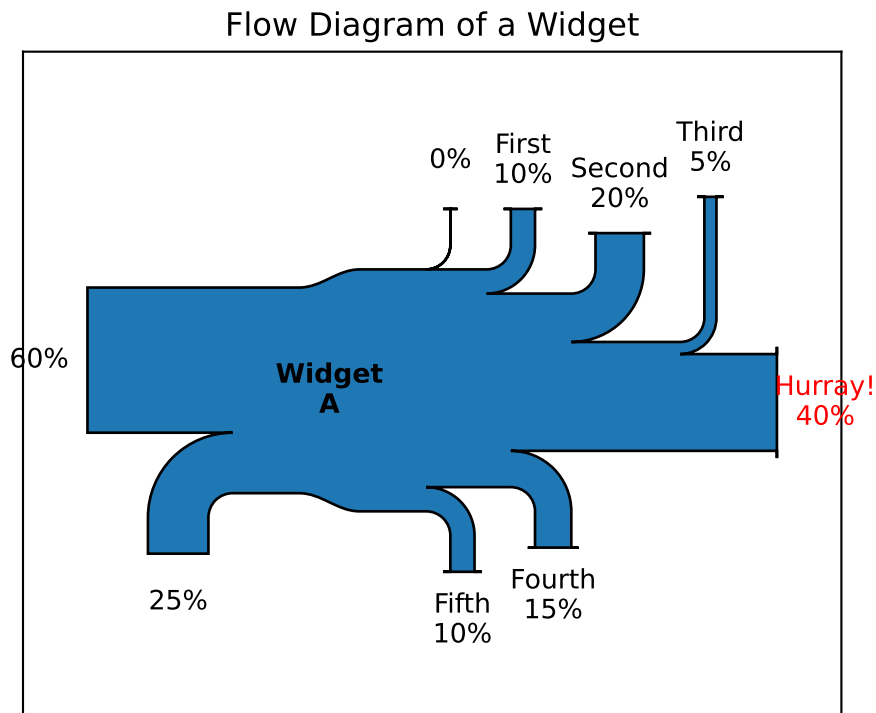 Flow Diagram of a Widget
0%
First
10%
Second
20%
Third
5%
60%
Widget
A
Hurray!
40%
25%
Fifth
10%
Fourth
15%